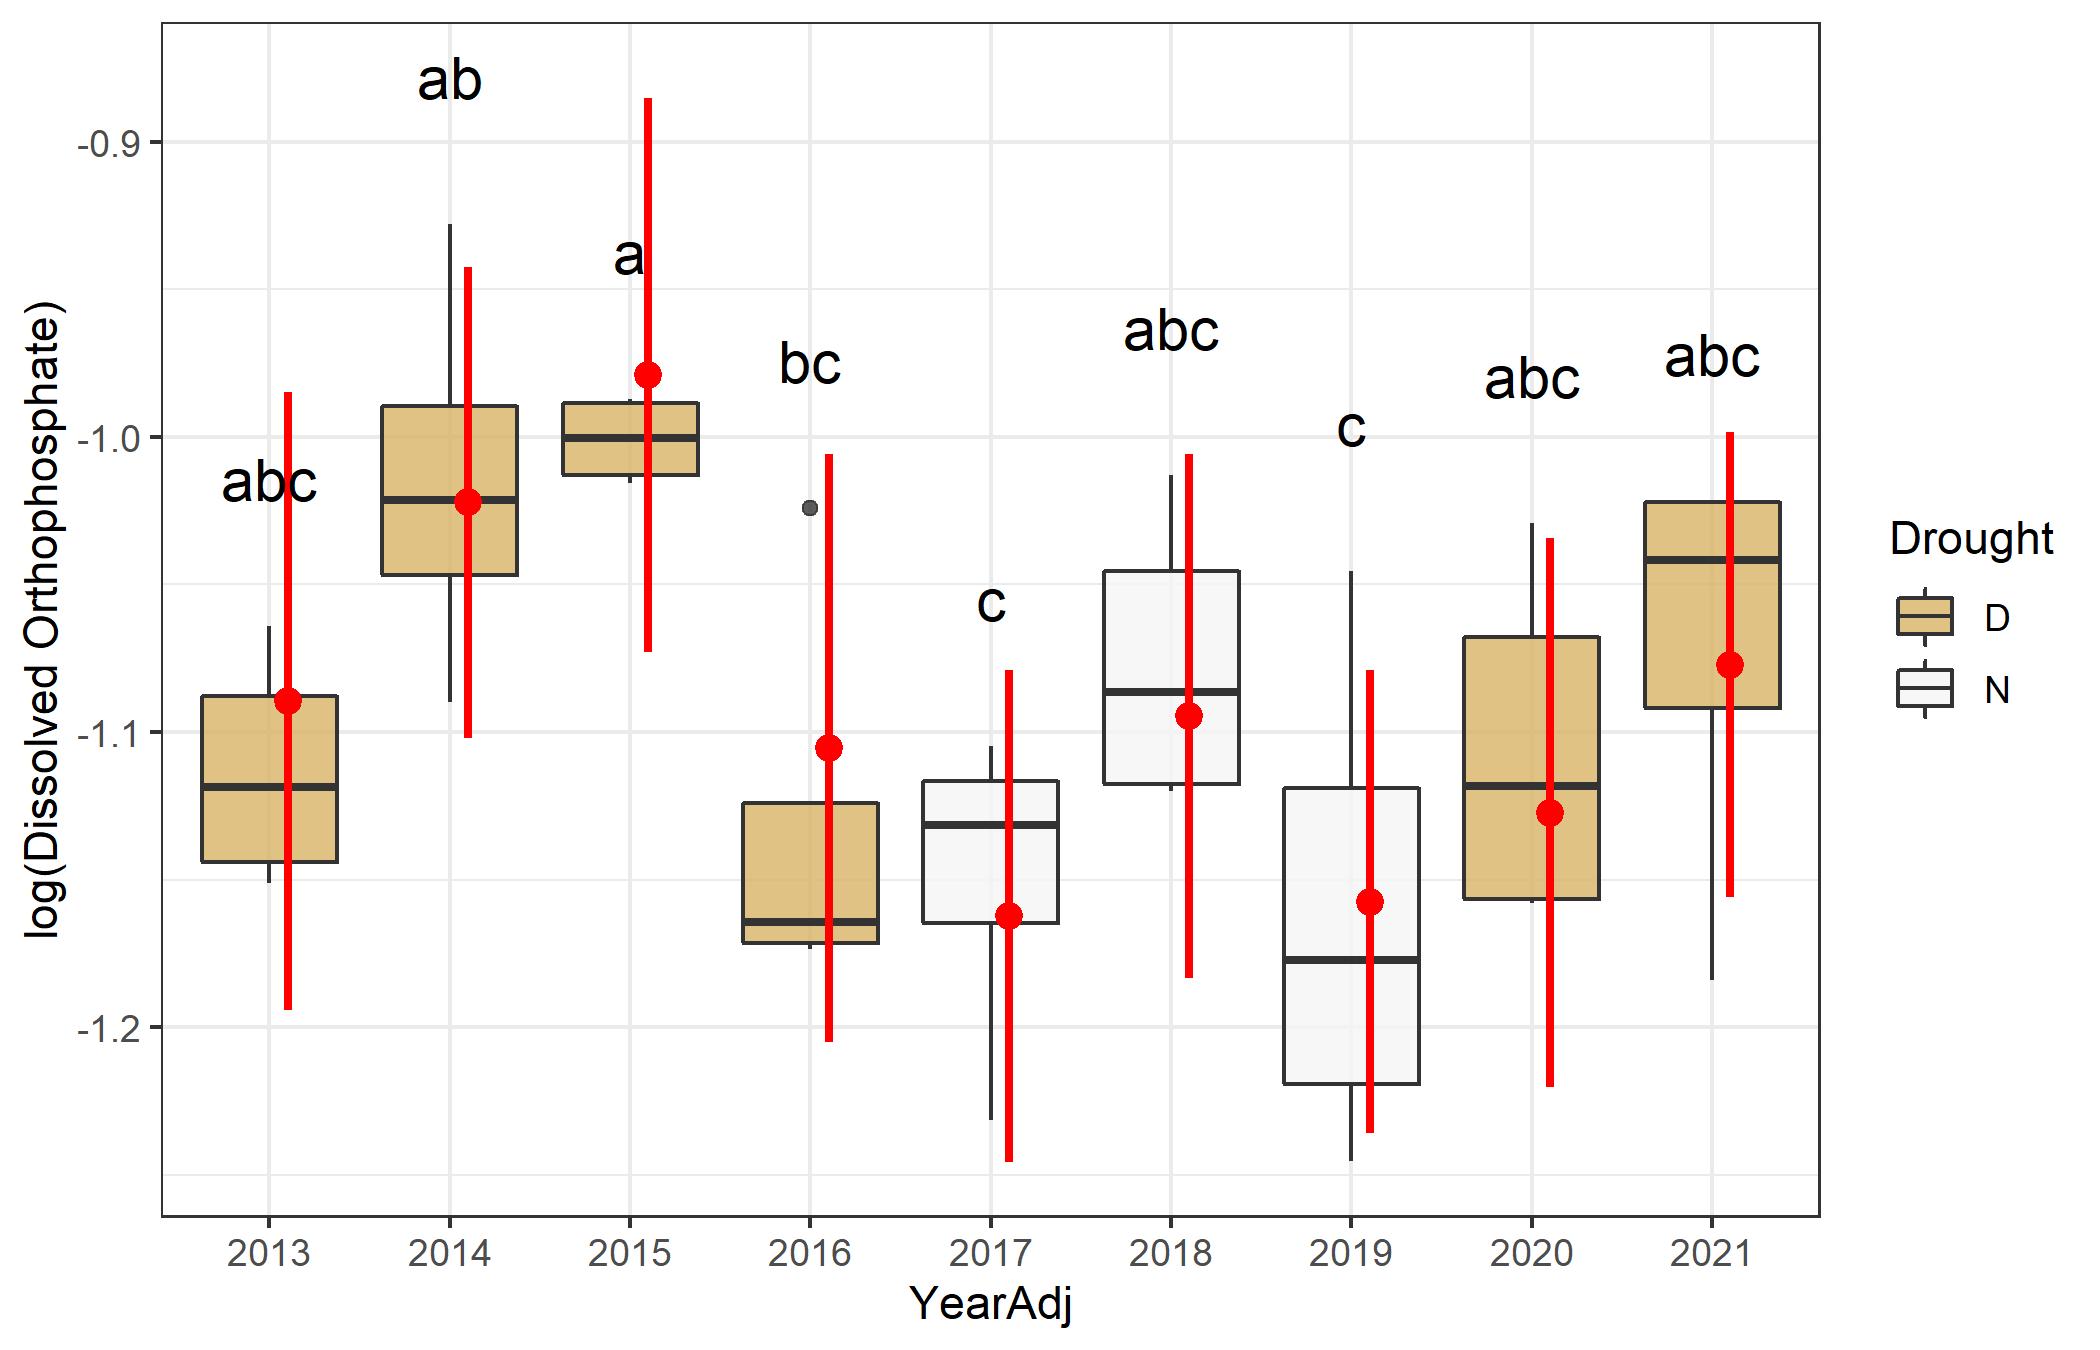 ab
-0.9
a
bc
abc
abc
abc
c
-1.0
abc
c
-1.1
-1.2
log(Dissolved Orthophosphate)
2013 2014 2015 2016 2017 2018 2019 2020 2021
YearAdj
Drought
D
N